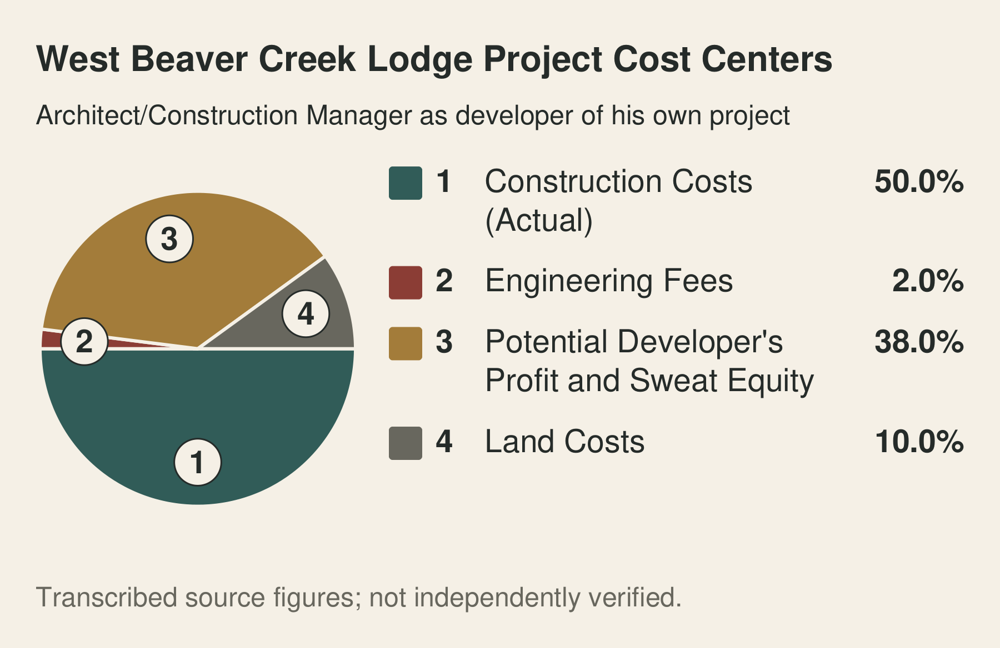 West Beaver Creek Lodge Project Cost Centers
Architect/Construction Manager as developer of his own project
1 Construction Costs 50.0%
(Actual)
2 Engineering Fees 2.0%
3 Potential Developer's 38.0%
Profit and Sweat Equity
4 Land Costs 10.0%
3
4
2
1
Transcribed source figures; not independently verified.